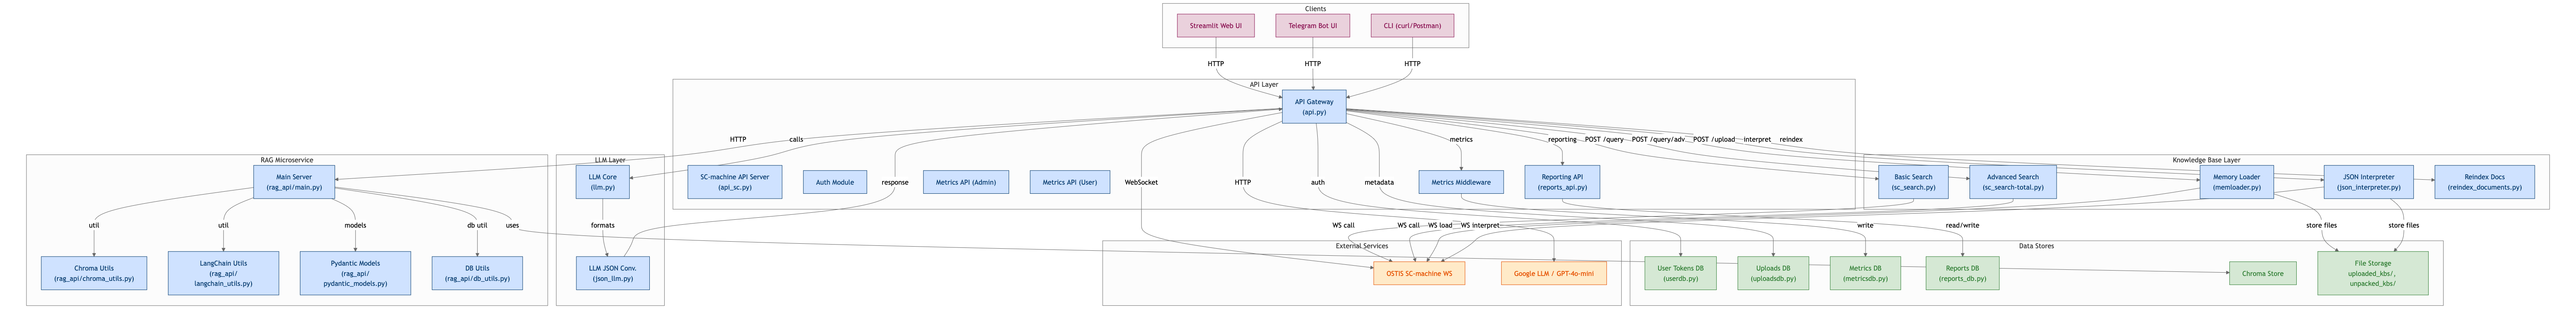 Clients
Streamlit Web UI
Telegram Bot UI
CLI (curl/Postman)
HTTP
HTTP
HTTP
API Layer
API Gateway
(api.py)
HTTP
calls
metrics
reporting
POST /query
POST /query/adv
POST /upload
interpret
reindex
RAG Microservice
Main Server
(rag_api/main.py)
LLM Layer
LLM Core
(llm.py)
SC-machine API Server
(api_sc.py)
Auth Module
response
Metrics API (Admin)
Metrics API (User)
WebSocket
HTTP
auth
metadata
Metrics Middleware
Reporting API
(reports_api.py)
Knowledge Base Layer
Basic Search
(sc_search.py)
Advanced Search
(sc_search-total.py)
Memory Loader
(memloader.py)
JSON Interpreter
(json_interpreter.py)
Reindex Docs
(reindex_documents.py)
util
util
models
db util
uses
formats
WS call
WS call
WS load
WS interpret
write
read/write
store files
store files
Chroma Utils
(rag_api/chroma_utils.py)
LangChain Utils
(rag_api/
langchain_utils.py)
Pydantic Models
(rag_api/
pydantic_models.py)
DB Utils
(rag_api/db_utils.py)
LLM JSON Conv.
(json_llm.py)
External Services
OSTIS SC-machine WS
Google LLM / GPT-4o-mini
Data Stores
User Tokens DB
(userdb.py)
Uploads DB
(uploadsdb.py)
Metrics DB
(metricsdb.py)
Reports DB
(reports_db.py)
Chroma Store
File Storage
uploaded_kbs/,
unpacked_kbs/